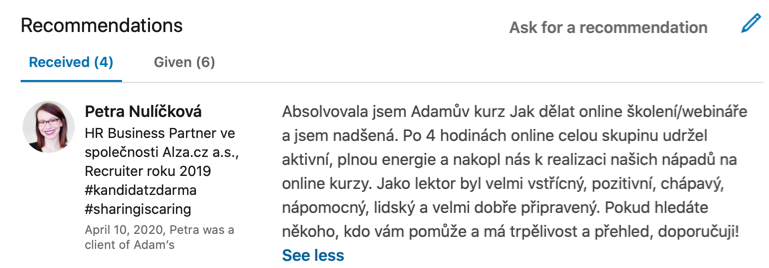 Recommendations
Ask for a recommendation
Received (4)
Given (6)
Petra Nulíčková
HR Business Partner ve
společnosti Alza.cz a.s.,
Recruiter roku 2019
#kandidatzdarma
#sharingiscaring
April 10, 2020, Petra was a
client of Adam's
Absolvovala jsem Adamův kurz Jak dělat online školení/webináře
a jsem nadšená. Po 4 hodinách online celou skupinu udržel
aktivní, plnou energie a nakopl nás k realizaci našich nápadů na
online kurzy. Jako lektor byl velmi vstřícný, pozitivní, chápavý,
nápomocný, lidský a velmi dobře připravený. Pokud hledáte
někoho, kdo vám pomůže a má trpělivost a přehled, doporučuji!
See less